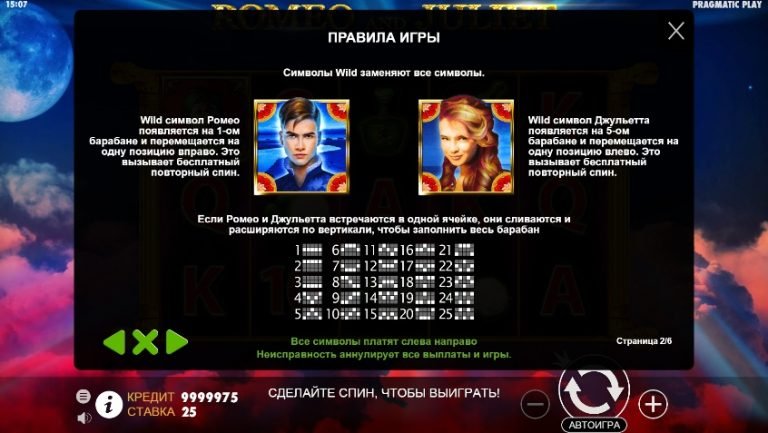 15:07
ROMEO AND JULIET
PRAGMATIC PLAY
ПРАВИЛА ИГРЫ
Символы Wild заменяют все символы.
Wild символ Ромео
появляется на 1-ом
барабане и перемещается на
одну позицию вправо. Это
вызывает бесплатный
повторный спин.
Wild символ Джульетта
появляется на 5-ом
барабане и перемещается на
одну позицию влево. Это
вызывает бесплатный
повторный спин.
Если Ромео и Джульетта встречаются в одной ячейке, они сливаются и
расширяются по вертикали, чтобы заполнить весь барабан
1 6 11 16 21
2 7 12 17 22
3 8 13 18 23
4 9 14 19 24
5 10 15 20 25
Все символы платят слева направо
Неисправность аннулирует все выплаты и игры.
Страница 2/6
КРЕДИТ 9999975
СТАВКА 25
СДЕЛАЙТЕ СПИН, ЧТОБЫ ВЫИГРАТЬ!
АВТОИГРА